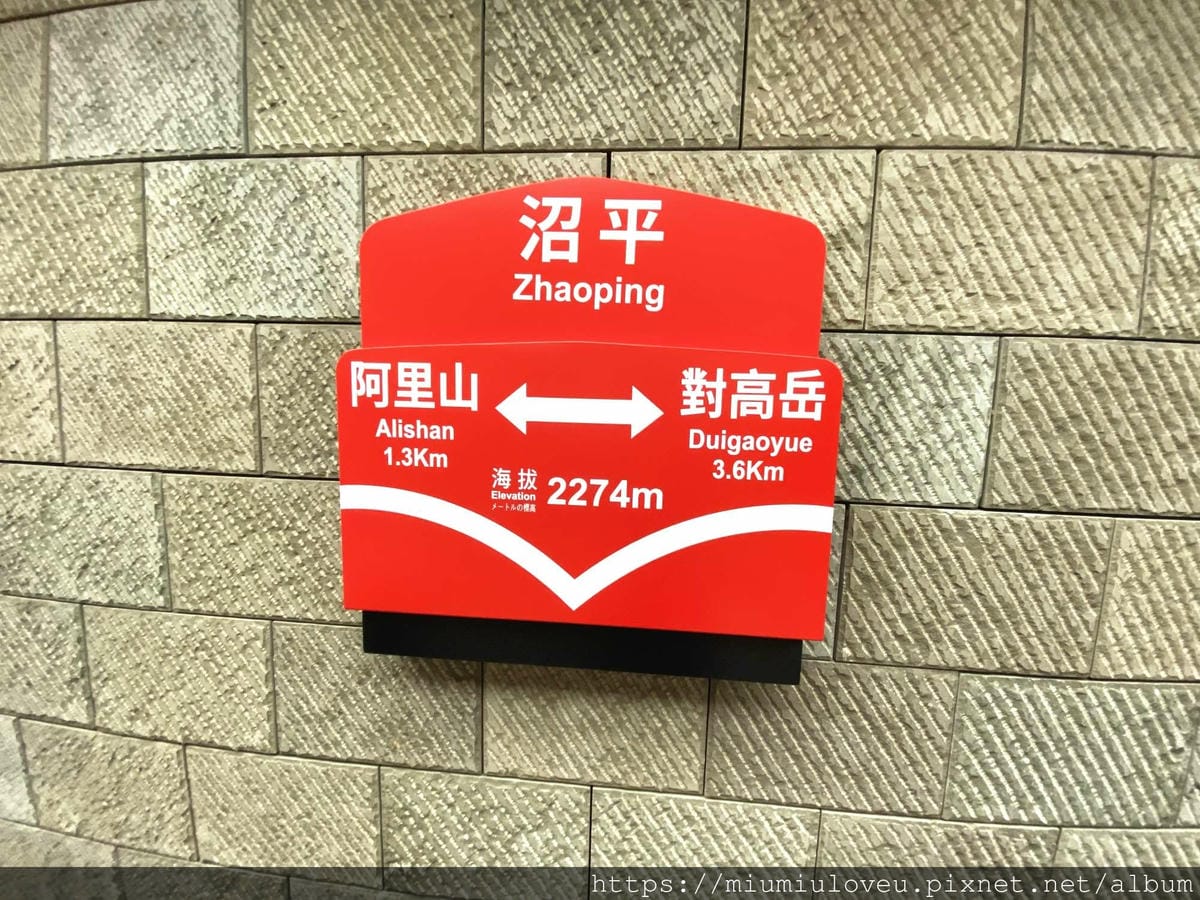 沼平
Zhaoping
阿里山
Alishan
1.3Km
對高岳
Duigaoyue
3.6Km
海拔
Elevation
メートルの標高
2274m
https://miumiuloveu.pixnet.net/album